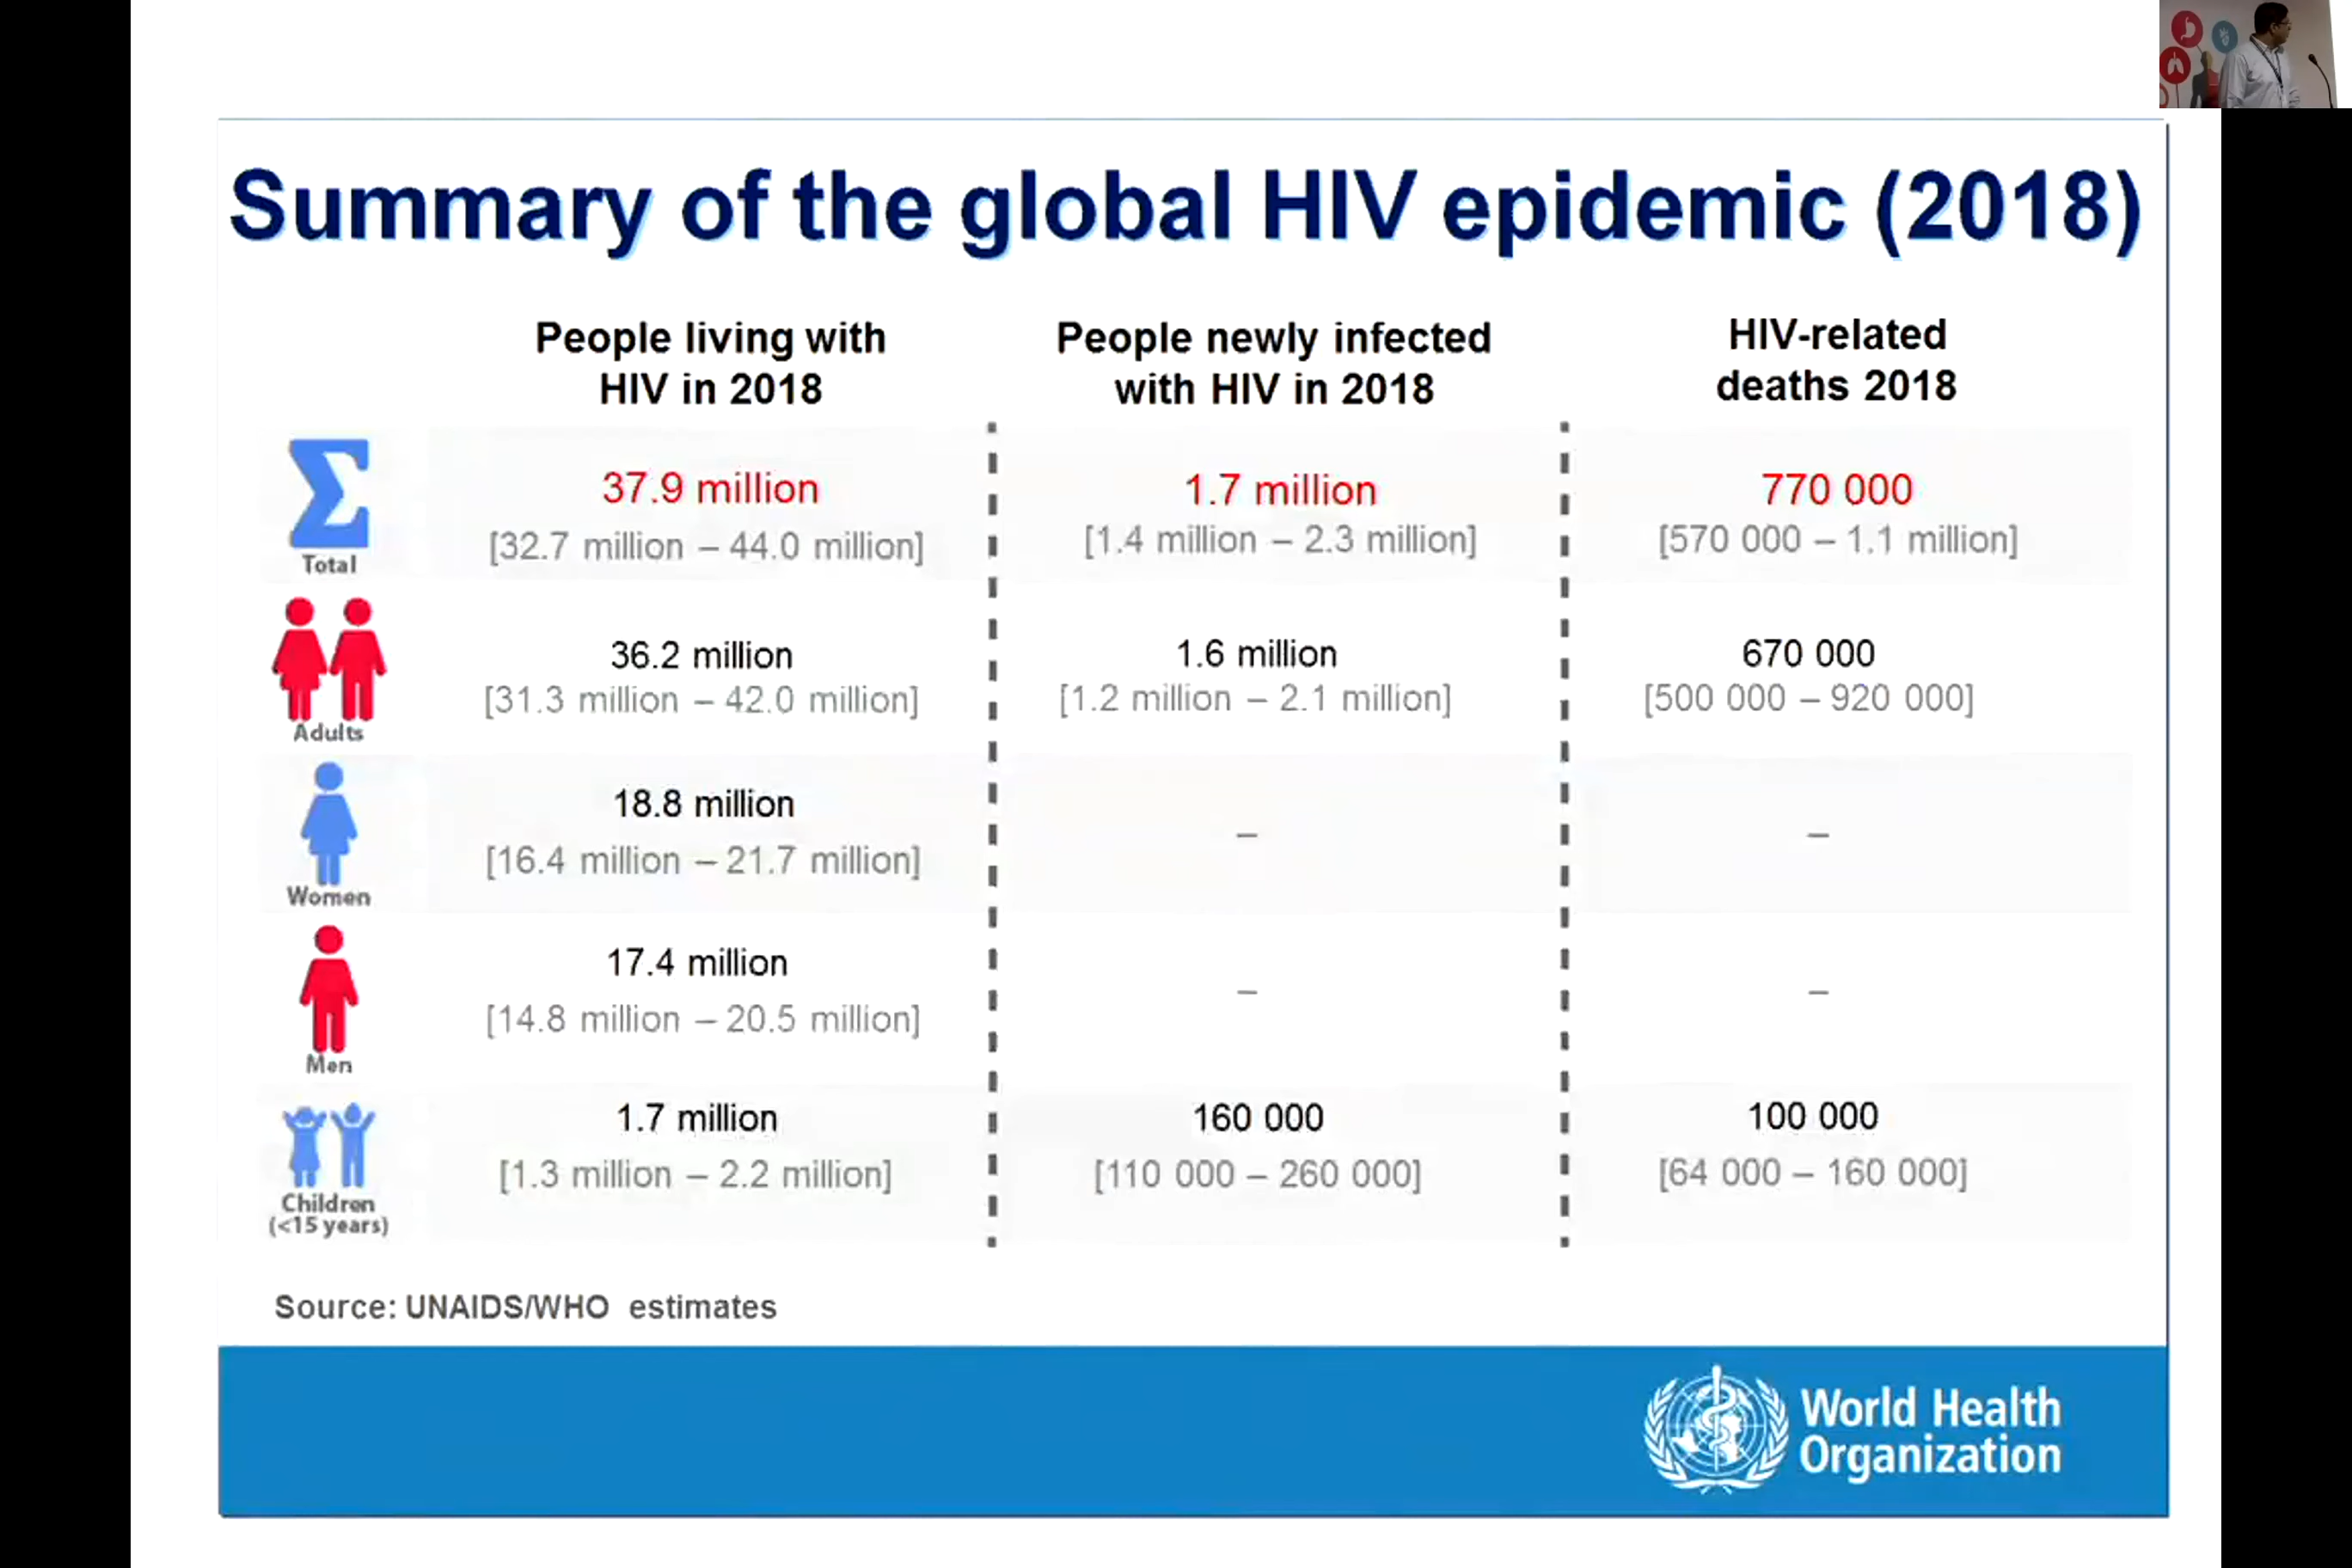 Summary of the global HIV epidemic (2018)
People living with
HIV in 2018
People newly infected
with HIV in 2018
HIV-related
deaths 2018
Total
37.9 million
[32.7 million – 44.0 million]
1.7 million
[1.4 million – 2.3 million]
770 000
[570 000 – 1.1 million]
Adults
36.2 million
[31.3 million – 42.0 million]
1.6 million
[1.2 million – 2.1 million]
670 000
[500 000 – 920 000]
Women
18.8 million
[16.4 million – 21.7 million]
–
–
Men
17.4 million
[14.8 million – 20.5 million]
–
–
Children
(<15 years)
1.7 million
[1.3 million – 2.2 million]
160 000
[110 000 – 260 000]
100 000
[64 000 – 160 000]
Source: UNAIDS/WHO estimates
World Health
Organization